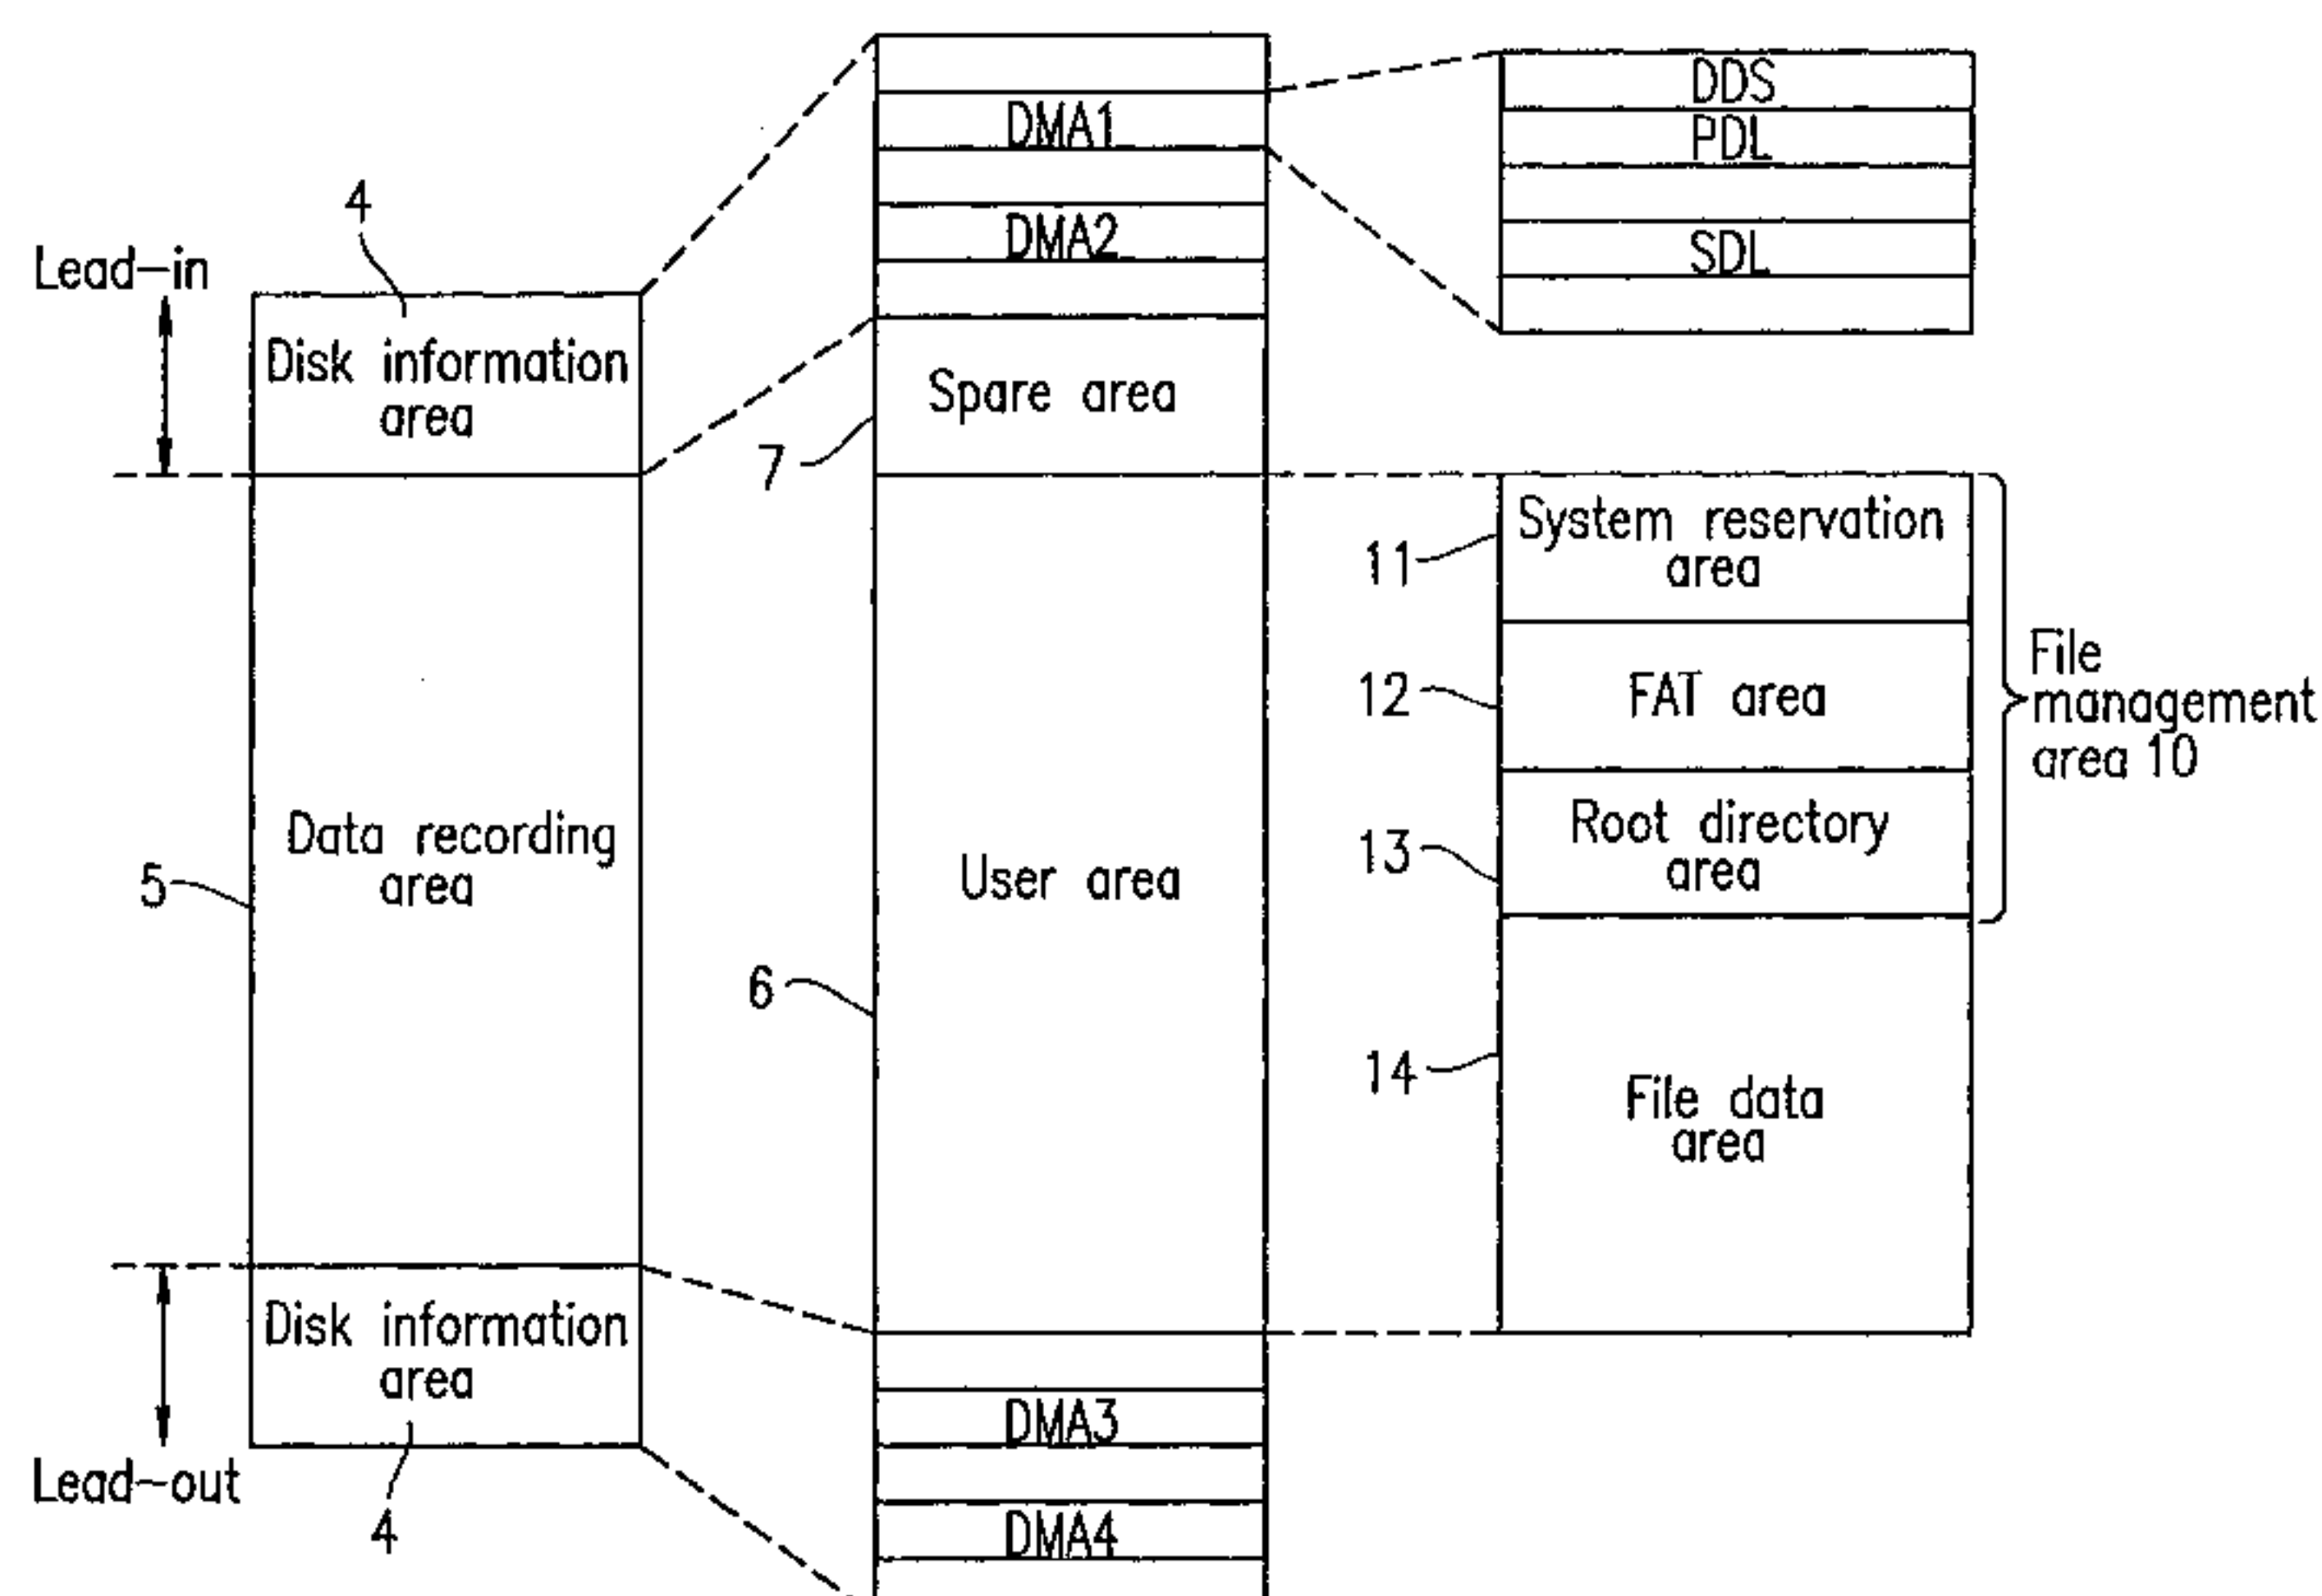 Lead-in
4
Disk information
area
5
Data recording
area
Disk information
area
Lead-out
4
DMA1
DMA2
7
Spare area
6
User area
DMA3
DMA4
DDS
PDL
SDL
11
System reservation
area
12
FAT area
13
Root directory
area
14
File data
area
File
management
area 10